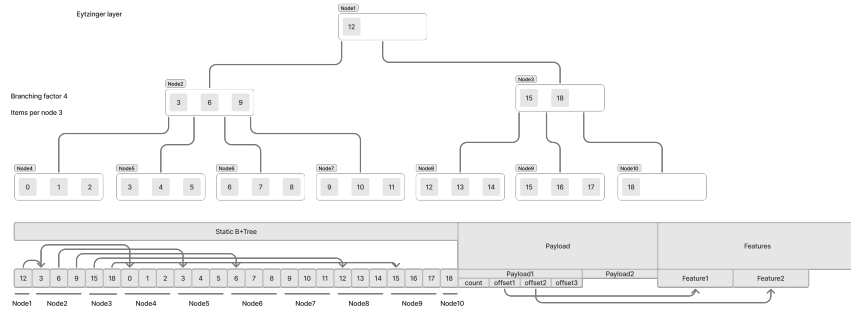 Eytzinger layer
Node1
12
Branching factor 4
Items per node 3
Node2
3 6 9
Node3
15 18
Node4
0 1 2
Node5
3 4 5
Node6
6 7 8
Node7
9 10 11
Node8
12 13 14
Node9
15 16 17
Node10
18
Static B+Tree
Payload
Features
12 3 6 9 15 18 0 1 2 3 4 5 6 7 8 9 10 11 12 13 14 15 16 17 18
Payload1 Payload2
count offset1 offset2 offset3
Feature1 Feature2
Node1 Node2 Node3 Node4 Node5 Node6 Node7 Node8 Node9 Node10